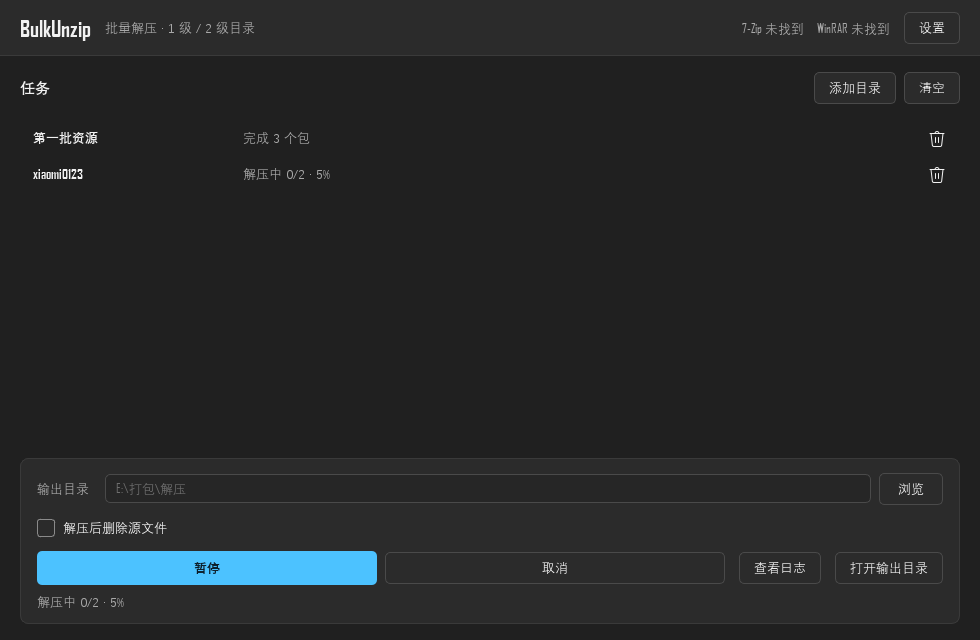 BulkUnzip 批量解压 · 1 级 / 2 级目录 7-Zip 未找到 WinRAR 未找到 设置
任务 添加目录 清空
第一批资源 完成 3 个包
xiaomi0123 解压中 0/2 · 5%
输出目录 E:\打包\解压 浏览
解压后删除源文件
暂停 取消 查看日志 打开输出目录
解压中 0/2 · 5%